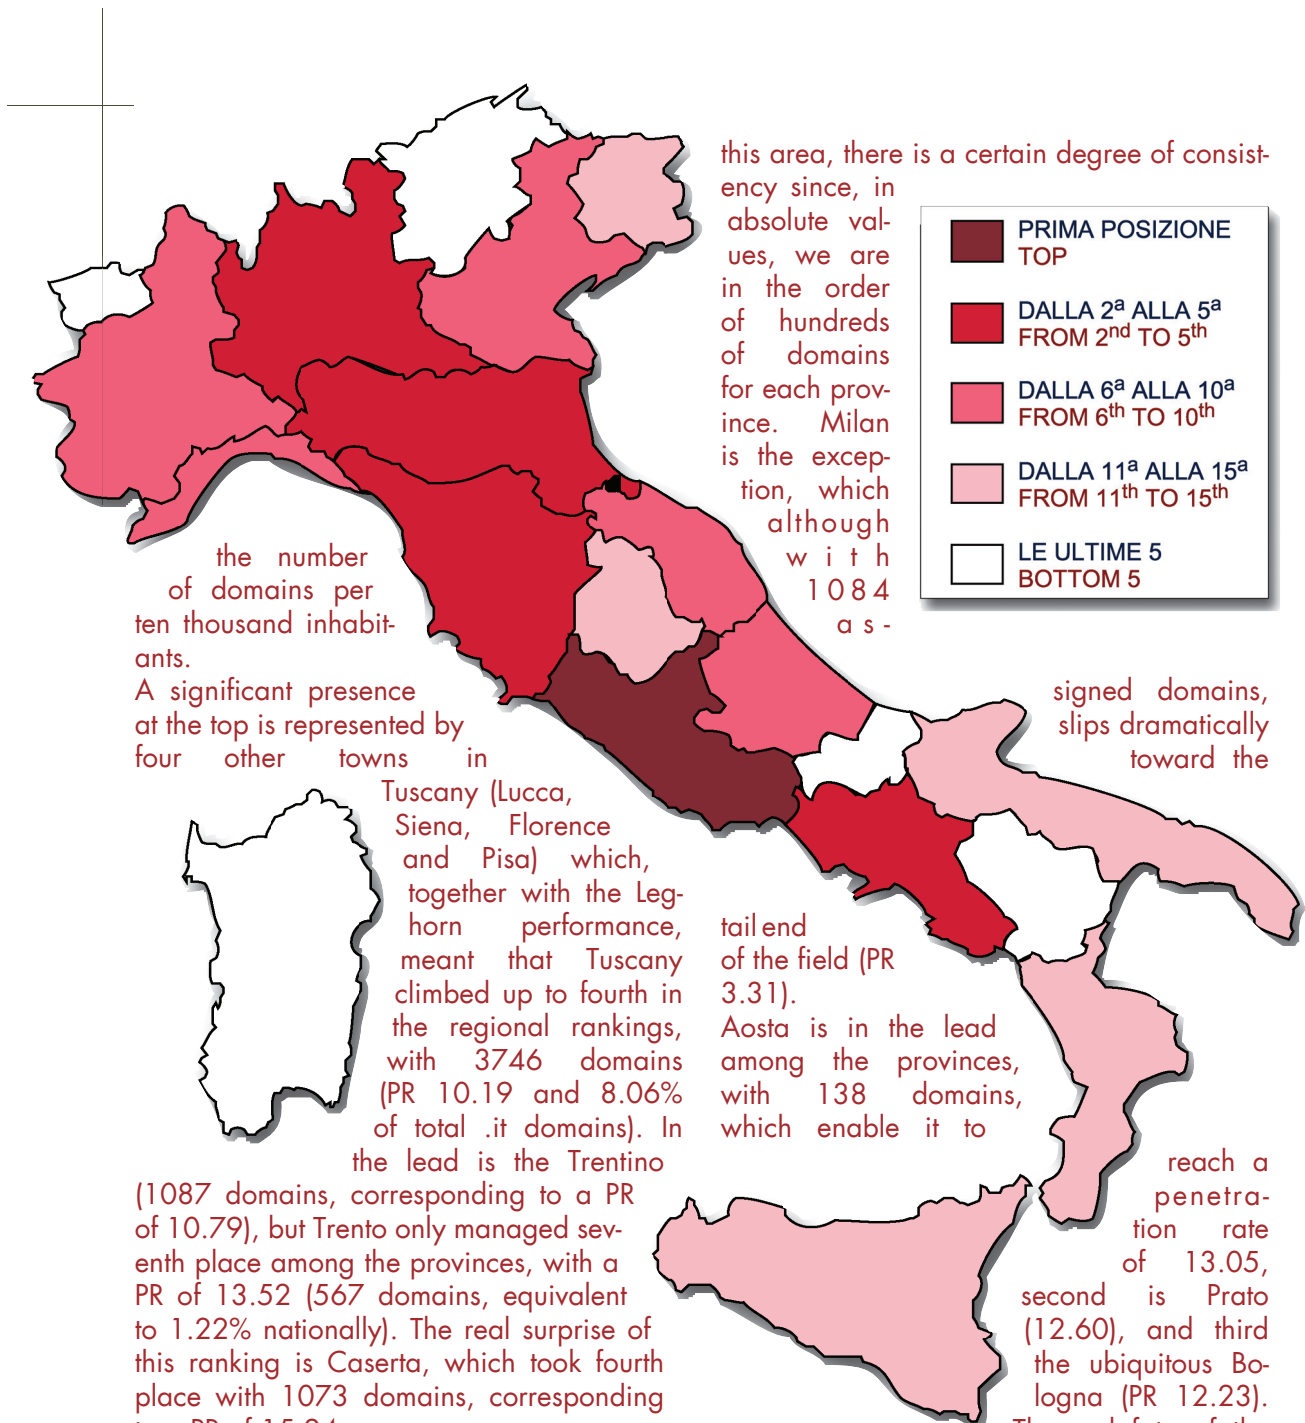 the number
of domains per
ten thousand inhabit-
ants.
A significant presence
at the top is represented by
four other towns in
Tuscany (Lucca,
Siena, Florence
and Pisa) which,
together with the Leg-
horn performance,
meant that Tuscany
climbed up to fourth in
the regional rankings,
with 3746 domains
(PR 10.19 and 8.06%
of total .it domains). In
the lead is the Trentino
(1087 domains, corresponding to a PR
of 10.79), but Trento only managed sev-
enth place among the provinces, with a
PR of 13.52 (567 domains, equivalent
to 1.22% nationally). The real surprise of
this ranking is Caserta, which took fourth
place with 1073 domains, corresponding
this area, there is a certain degree of consist-
ency since, in
absolute val-
ues, we are
in the order
of hundreds
of domains
for each prov-
ince. Milan
is the excep-
tion, which
although
with
1084
as-
signed domains,
slips dramatically
toward the
tail end
of the field (PR
3.31).
Aosta is in the lead
among the provinces,
with 138 domains,
which enable it to
reach a
penetra-
tion rate
of 13.05,
second is Prato
(12.60), and third
the ubiquitous Bo-
logna (PR 12.23).
PRIMA POSIZIONE
TOP
DALLA 2ª ALLA 5ª
FROM 2nd TO 5th
DALLA 6ª ALLA 10ª
FROM 6th TO 10th
DALLA 11ª ALLA 15ª
FROM 11th TO 15th
LE ULTIME 5
BOTTOM 5